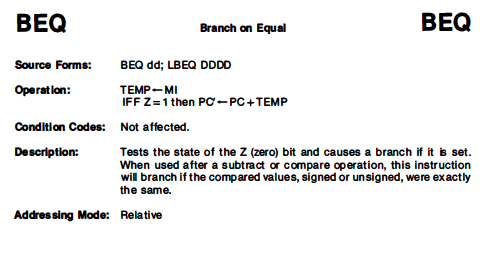 BEQ Branch on Equal BEQ
Source Forms: BEQ dd; LBEQ DDDD
Operation: TEMP←MI
IFF Z=1 then PC'←PC+TEMP
Condition Codes: Not affected.
Description: Tests the state of the Z (zero) bit and causes a branch if it is set.
When used after a subtract or compare operation, this instruction
will branch if the compared values, signed or unsigned, were exactly
the same.
Addressing Mode: Relative